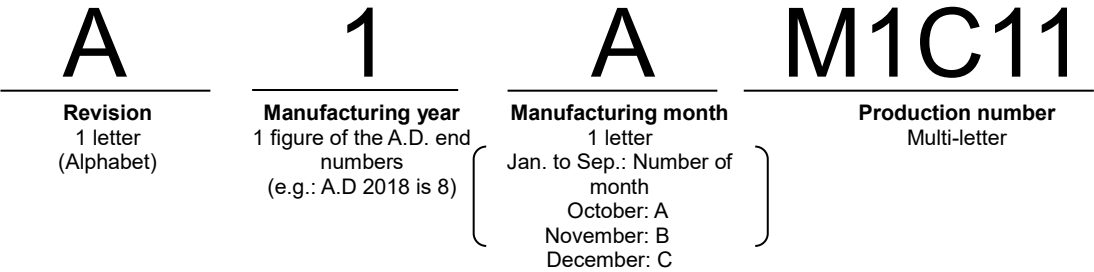 A 1 A M1C11
Revision
1 letter
(Alphabet)
Manufacturing year
1 figure of the A.D. end
numbers
(e.g.: A.D 2018 is 8)
Manufacturing month
1 letter
Jan. to Sep.: Number of
month
October: A
November: B
December: C
Production number
Multi-letter